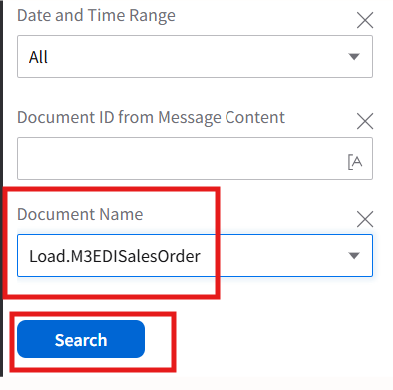 Date and Time Range
All
Document ID from Message Content
Document Name
Load.M3EDISalesOrder
Search